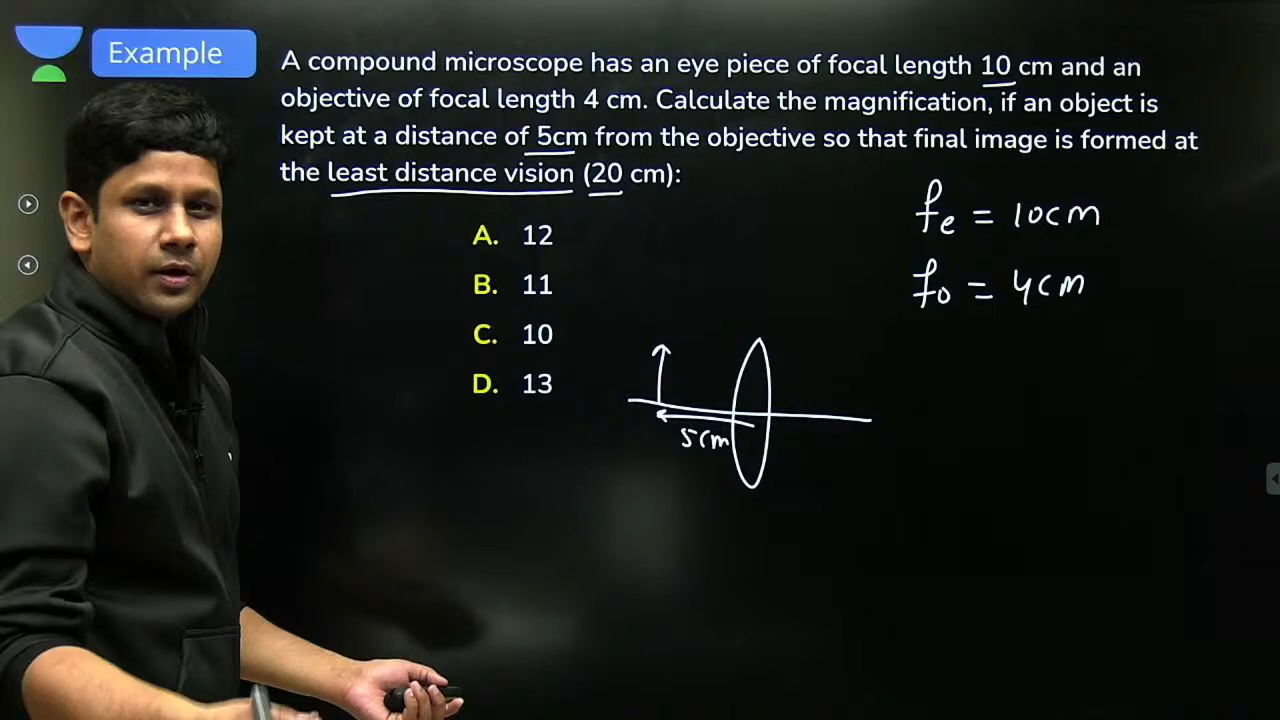 Example
A compound microscope has an eye piece of focal length 10 cm and an
objective of focal length 4 cm. Calculate the magnification, if an object is
kept at a distance of 5cm from the objective so that final image is formed at
the least distance vision (20 cm):
A. 12
B. 11
C. 10
D. 13
fe = 10cm
fo = 4cm
5cm